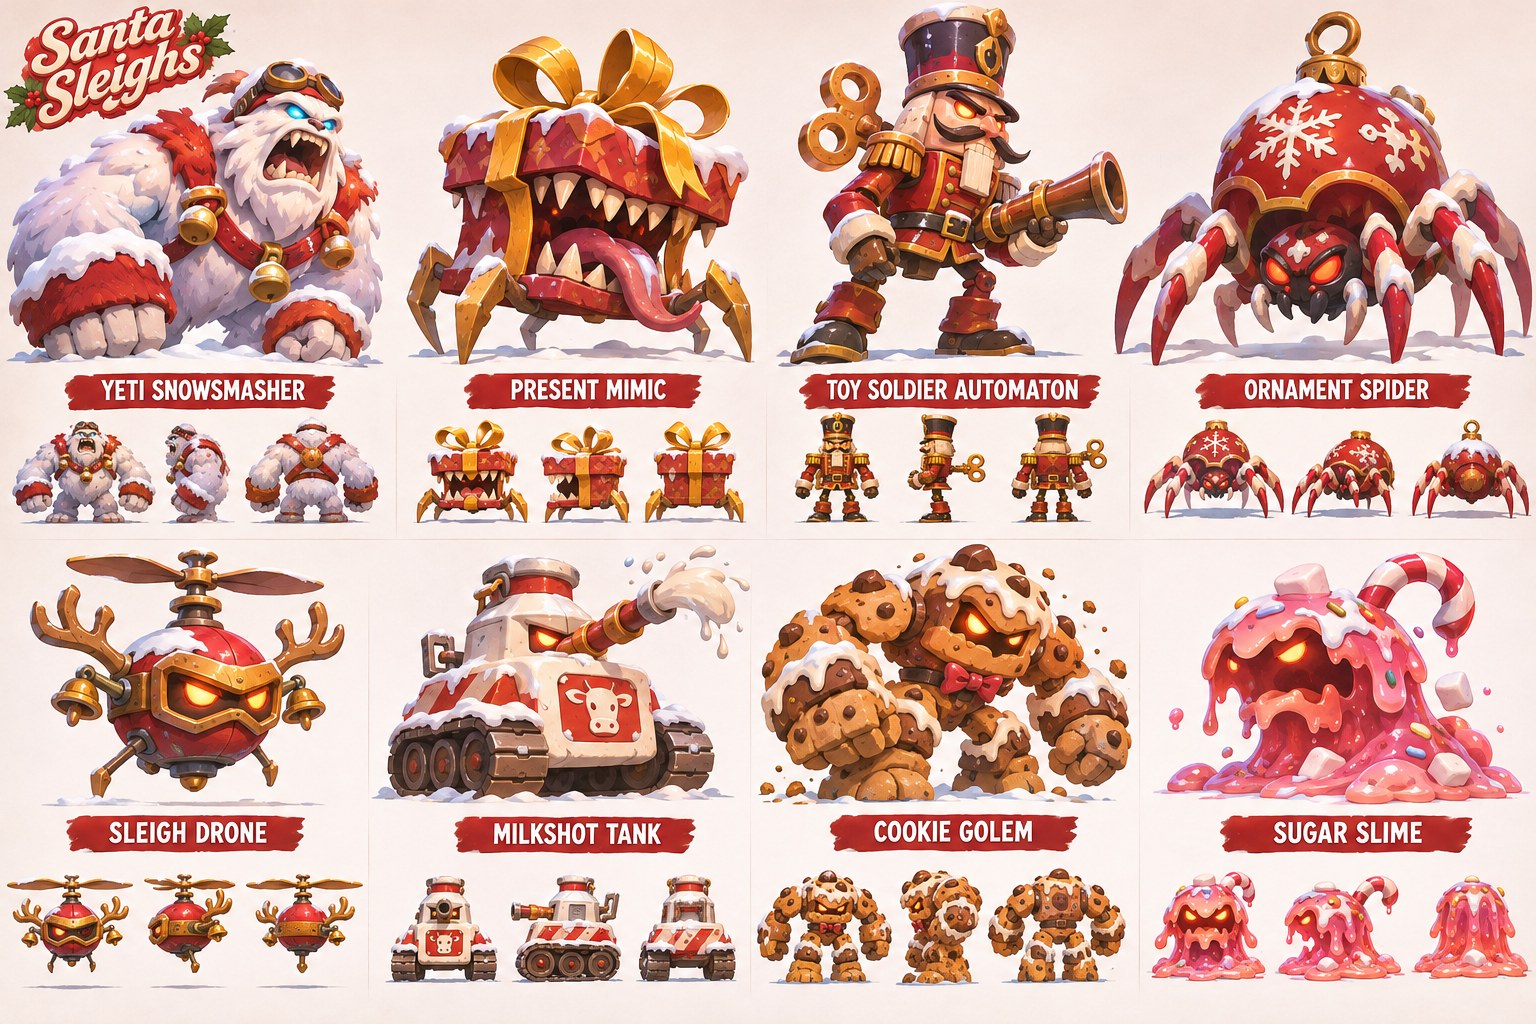 Santa
Sleighs
YETI SNOWSMASHER
PRESENT MIMIC
TOY SOLDIER AUTOMATON
ORNAMENT SPIDER
SLEIGH DRONE
MILKSHOT TANK
COOKIE GOLEM
SUGAR SLIME